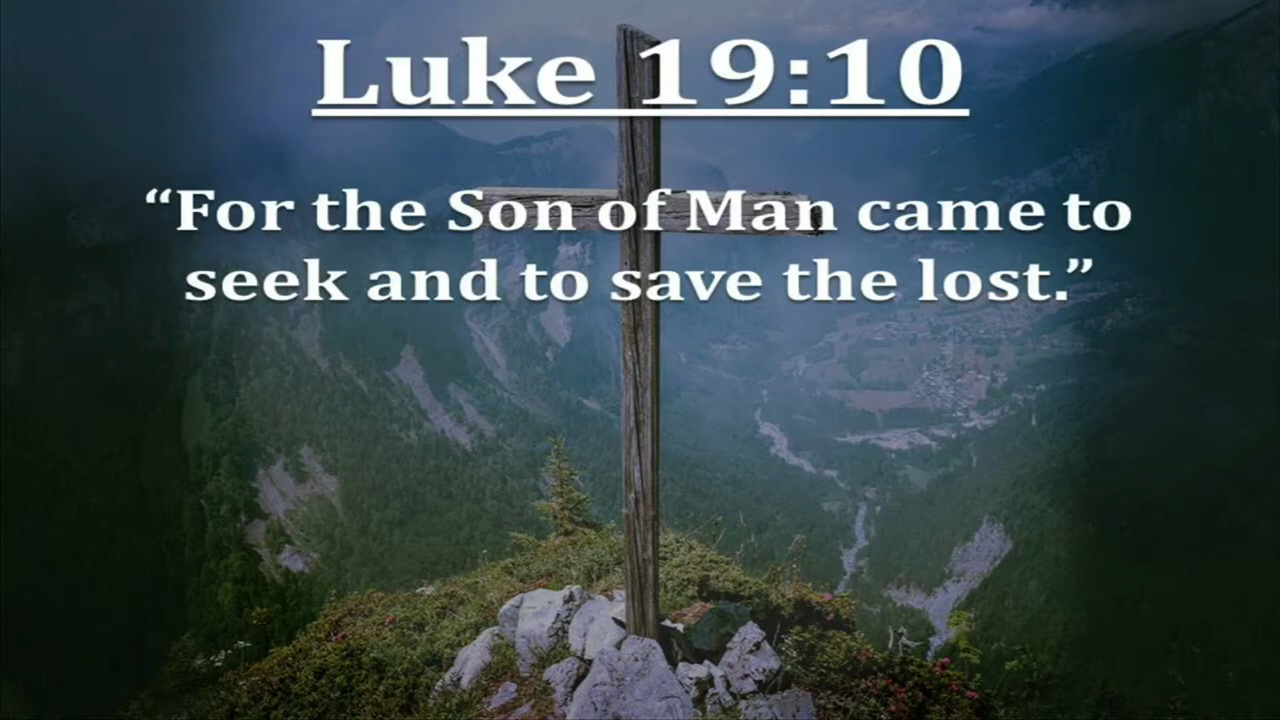 Luke 19:10
“For the Son of Man came to
seek and to save the lost.”